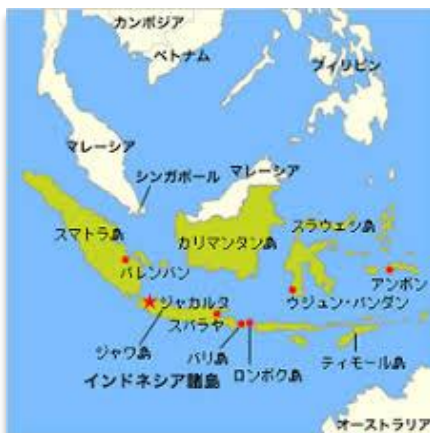 カンボジア
ベトナム
フィリピン
マレーシア
シンガポール
マレーシア
スマトラ島
カリマンタン島
スラウェシ島
パレンバン
アンボン
ジャカルタ
ウジュン・パンダン
スバラヤ
ジャワ島
バリ島
ロンボク島
ティモール島
インドネシア諸島
オーストラリア